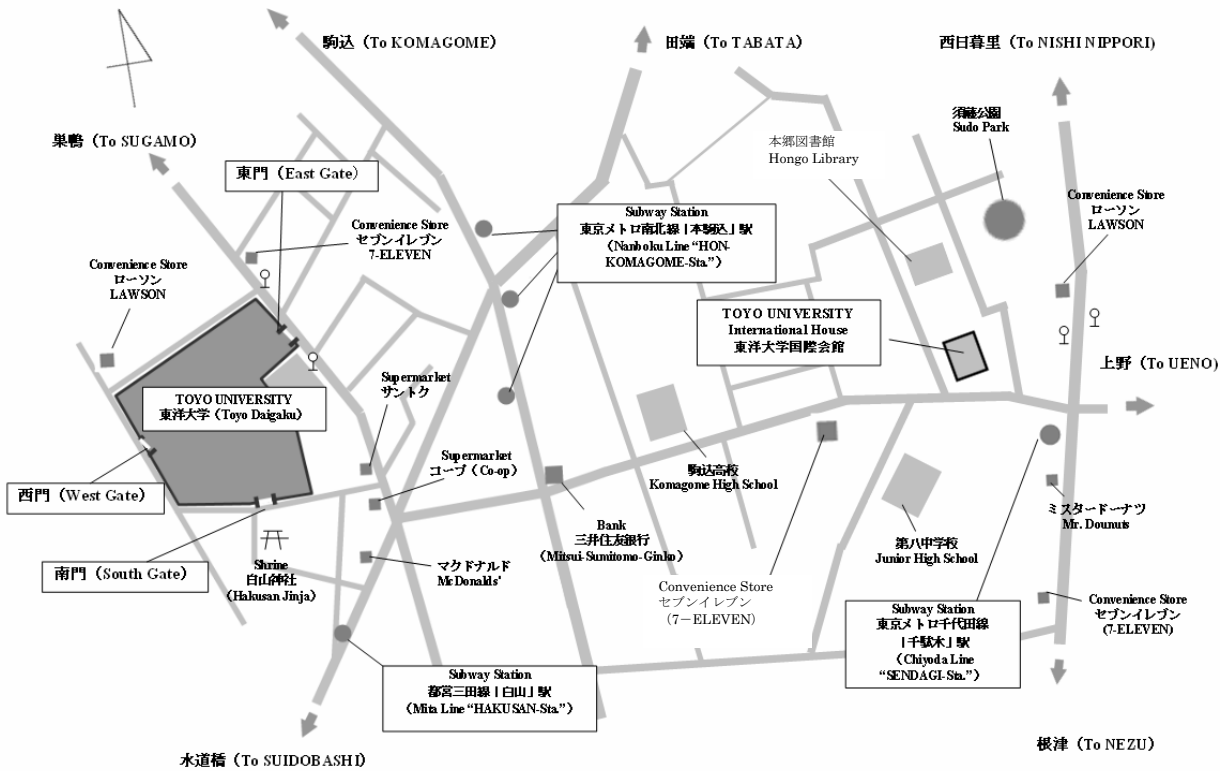 駒込（To KOMAGOME）
田端（To TABATA）
西日暮里（To NISHI NIPPORI）
巣鴨（To SUGAMO）
須藤公園
Sudo Park
本郷図書館
Hongo Library
東門（East Gate）
Convenience Store
セブンイレブン
7-ELEVEN
Subway Station
東京メトロ南北線「本駒込」駅
（Nanboku Line “HON-
KOMAGOME-Sta.”）
Convenience Store
ローソン
LAWSON
Convenience Store
ローソン
LAWSON
TOYO UNIVERSITY
International House
東洋大学国際会館
上野（To UENO）
TOYO UNIVERSITY
東洋大学（Toyo Daigaku）
Supermarket
サントク
Supermarket
コープ（Co-op）
駒込高校
Komagome High School
西門（West Gate）
Bank
三井住友銀行
（Mitsui-Sumitomo-Ginko）
第八中学校
Junior High School
ミスタードーナツ
Mr. Dounuts
南門（South Gate）
Shrine
白山神社
（Hakusan Jinja）
マクドナルド
McDonalds'
Convenience Store
セブンイレブン
（7－ELEVEN）
Subway Station
東京メトロ千代田線
「千駄木」駅
（Chiyoda Line
“SENDAGI-Sta.”）
Convenience Store
セブンイレブン
(7-ELEVEN)
Subway Station
都営三田線「白山」駅
（Mita Line “HAKUSAN-Sta.”）
水道橋（To SUIDOBASHI）
根津（To NEZU）